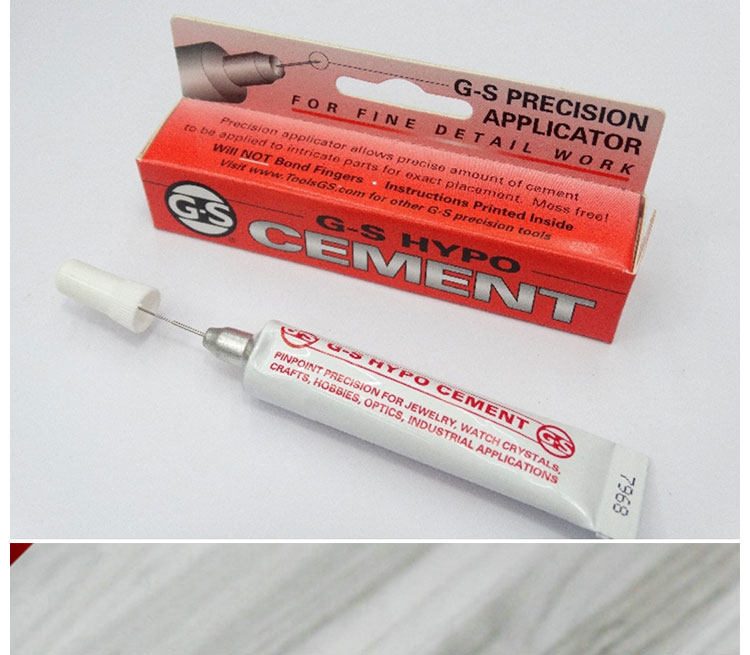 G-S PRECISION
APPLICATOR
FOR FINE DETAIL WORK
Precision applicator allows precise amount of cement
to be applied to intricate parts for exact placement. Mess free!
Will NOT Bond Fingers • Instructions Printed Inside
Visit www.ToolsGS.com for other G-S precision tools
G-S
®
G-S HYPO
CEMENT
G-S HYPO CEMENT
PINPOINT PRECISION FOR JEWELRY, WATCH CRYSTALS,
CRAFTS, HOBBIES, OPTICS, INDUSTRIAL APPLICATIONS
GS
7968